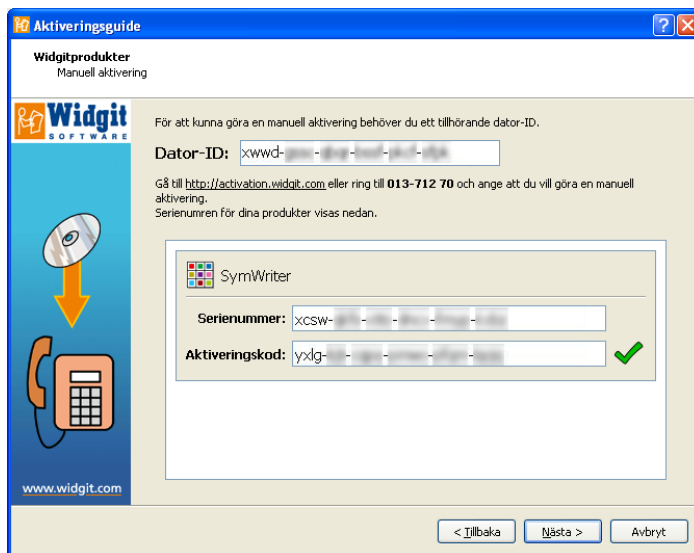 Aktiveringsguide
Widgitprodukter
Manuell aktivering
Widgit
SOFTWARE
För att kunna göra en manuell aktivering behöver du ett tillhörande dator-ID.
Dator-ID: xwwd-
Gå till http://activation.widgit.com eller ring till 013-712 70 och ange att du vill göra en manuell
aktivering.
Serienumren för dina produkter visas nedan.
SymWriter
Serienummer: xcsw-
Aktiveringskod: yxlg-
www.widgit.com
< Tillbaka Nästa > Avbryt